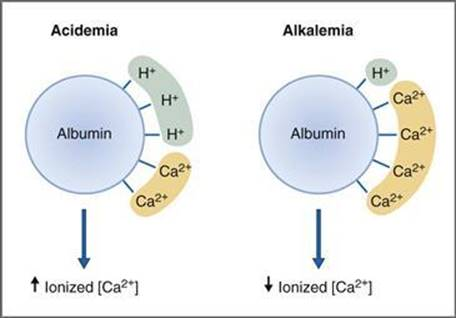 Acidemia
H⁺
H⁺
H⁺
Albumin
Ca²⁺
Ca²⁺
↑ Ionized [Ca²⁺]
Alkalemia
H⁺
Ca²⁺
Ca²⁺
Albumin
Ca²⁺
Ca²⁺
↓ Ionized [Ca²⁺]